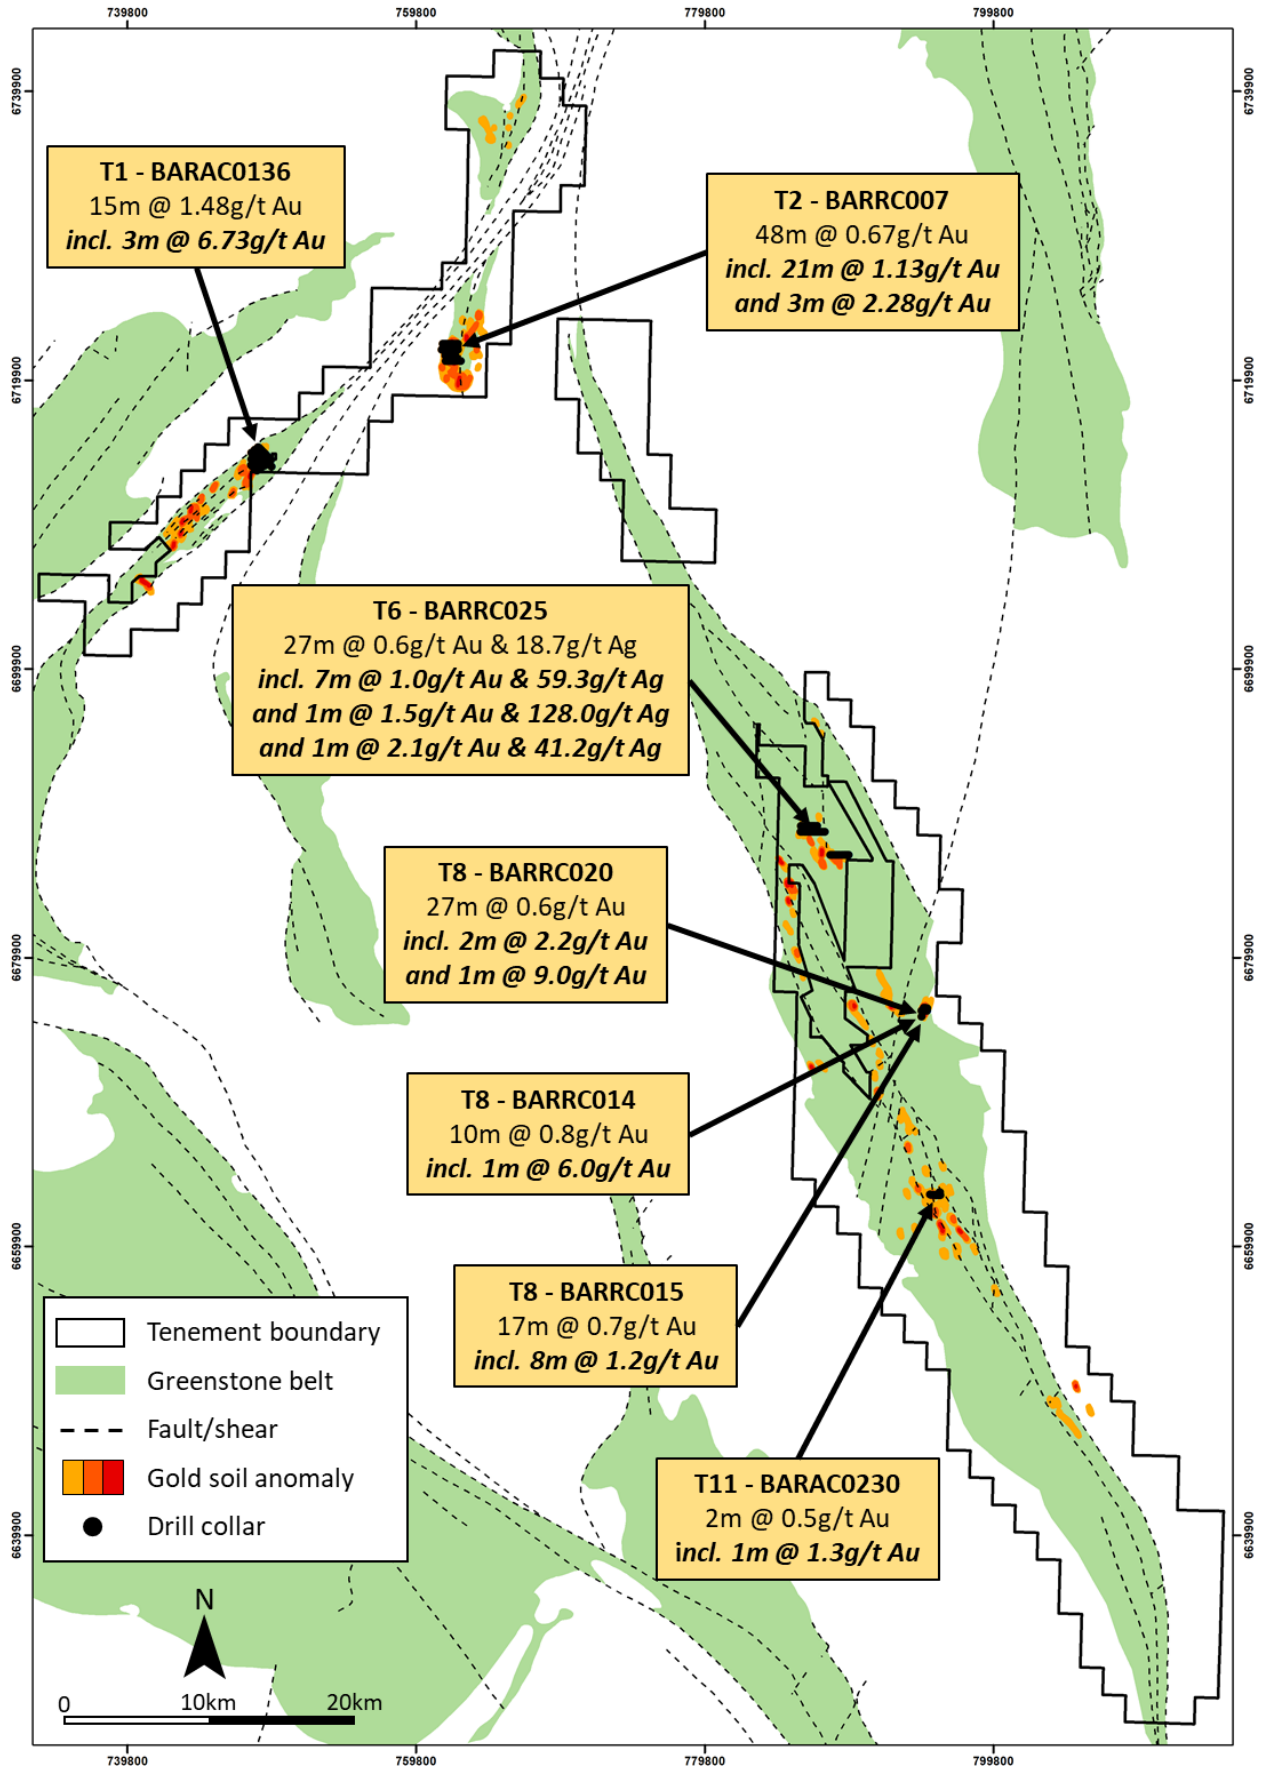 739800
759800
779800
799800
6739900
6739900
T1 - BARAC0136
15m @ 1.48g/t Au
incl. 3m @ 6.73g/t Au
T2 - BARRC007
48m @ 0.67g/t Au
incl. 21m @ 1.13g/t Au
and 3m @ 2.28g/t Au
6719900
6719900
T6 - BARRC025
27m @ 0.6g/t Au & 18.7g/t Ag
incl. 7m @ 1.0g/t Au & 59.3g/t Ag
and 1m @ 1.5g/t Au & 128.0g/t Ag
and 1m @ 2.1g/t Au & 41.2g/t Ag
6699900
6699900
T8 - BARRC020
27m @ 0.6g/t Au
incl. 2m @ 2.2g/t Au
and 1m @ 9.0g/t Au
6679900
6679900
T8 - BARRC014
10m @ 0.8g/t Au
incl. 1m @ 6.0g/t Au
6659900
6659900
T8 - BARRC015
17m @ 0.7g/t Au
incl. 8m @ 1.2g/t Au
T11 - BARAC0230
2m @ 0.5g/t Au
incl. 1m @ 1.3g/t Au
Tenement boundary
Greenstone belt
Fault/shear
Gold soil anomaly
Drill collar
6639900
6639900
N
0 10km 20km
739800
759800
779800
799800